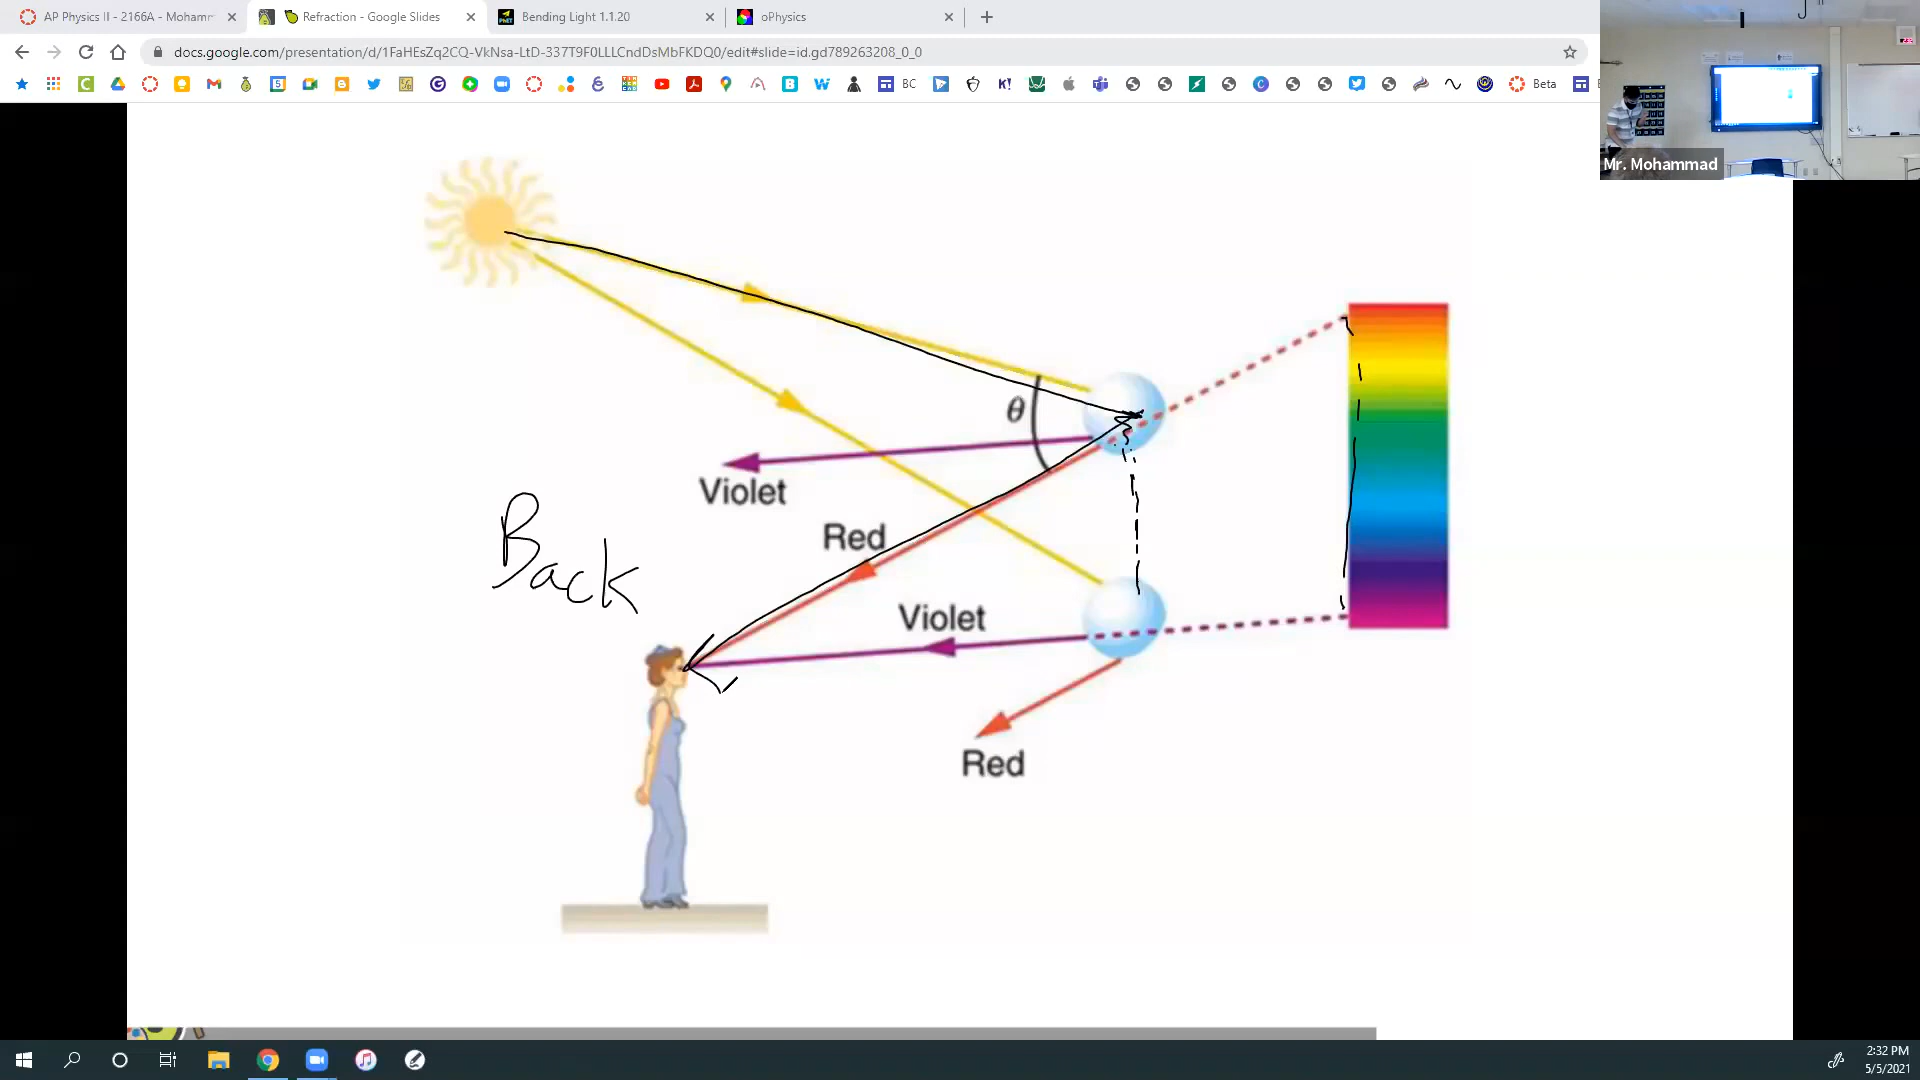 AP Physics II - 2166A - Mohamm
Refraction - Google Slides
Bending Light 1.1.20
oPhysics
docs.google.com/presentation/d/1FaHEsZq2CQ-VkNsa-LtD-337T9F0LLLCndDsMbFKDQ0/edit#slide=id.gd789263208_0_0
BC
Beta
Mr. Mohammad
θ
Violet
Red
Back
Violet
Red
2:32 PM
5/5/2021